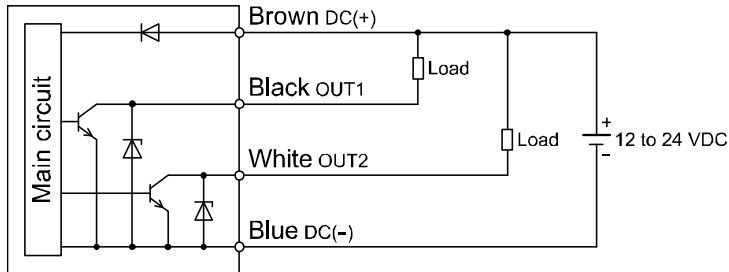 Brown DC(+)
Load
Black OUT1
Main circuit
+
Load
12 to 24 VDC
-
White OUT2
Blue DC(-)